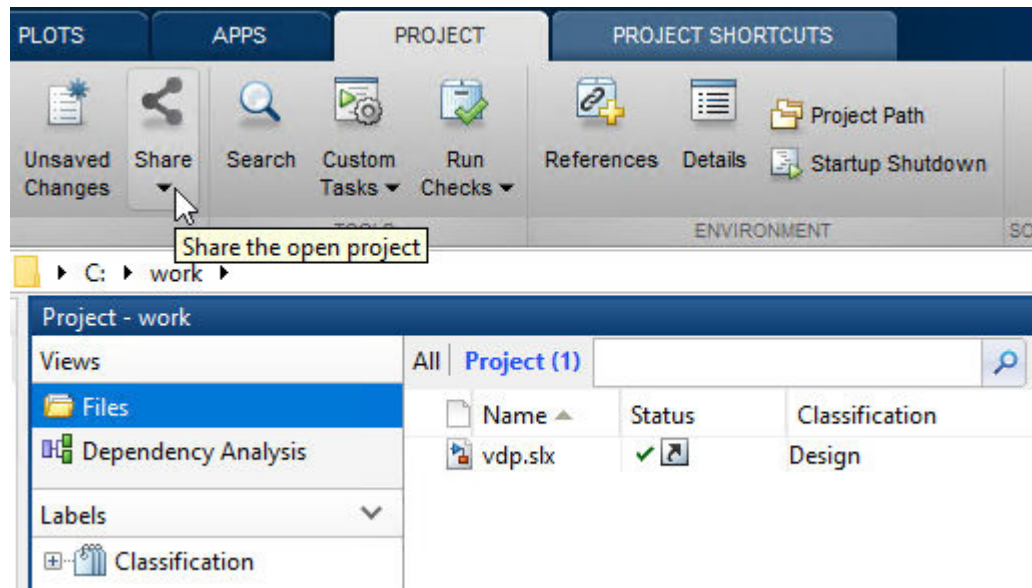 PLOTS APPS PROJECT PROJECT SHORTCUTS
Unsaved Changes
Share
Search
Custom Tasks
Run Checks
References
Details
Project Path
Startup Shutdown
ENVIRONMENT
Share the open project
C: work
Project - work
Views
All Project (1)
Files
Name Status Classification
Dependency Analysis
vdp.slx Design
Labels
Classification